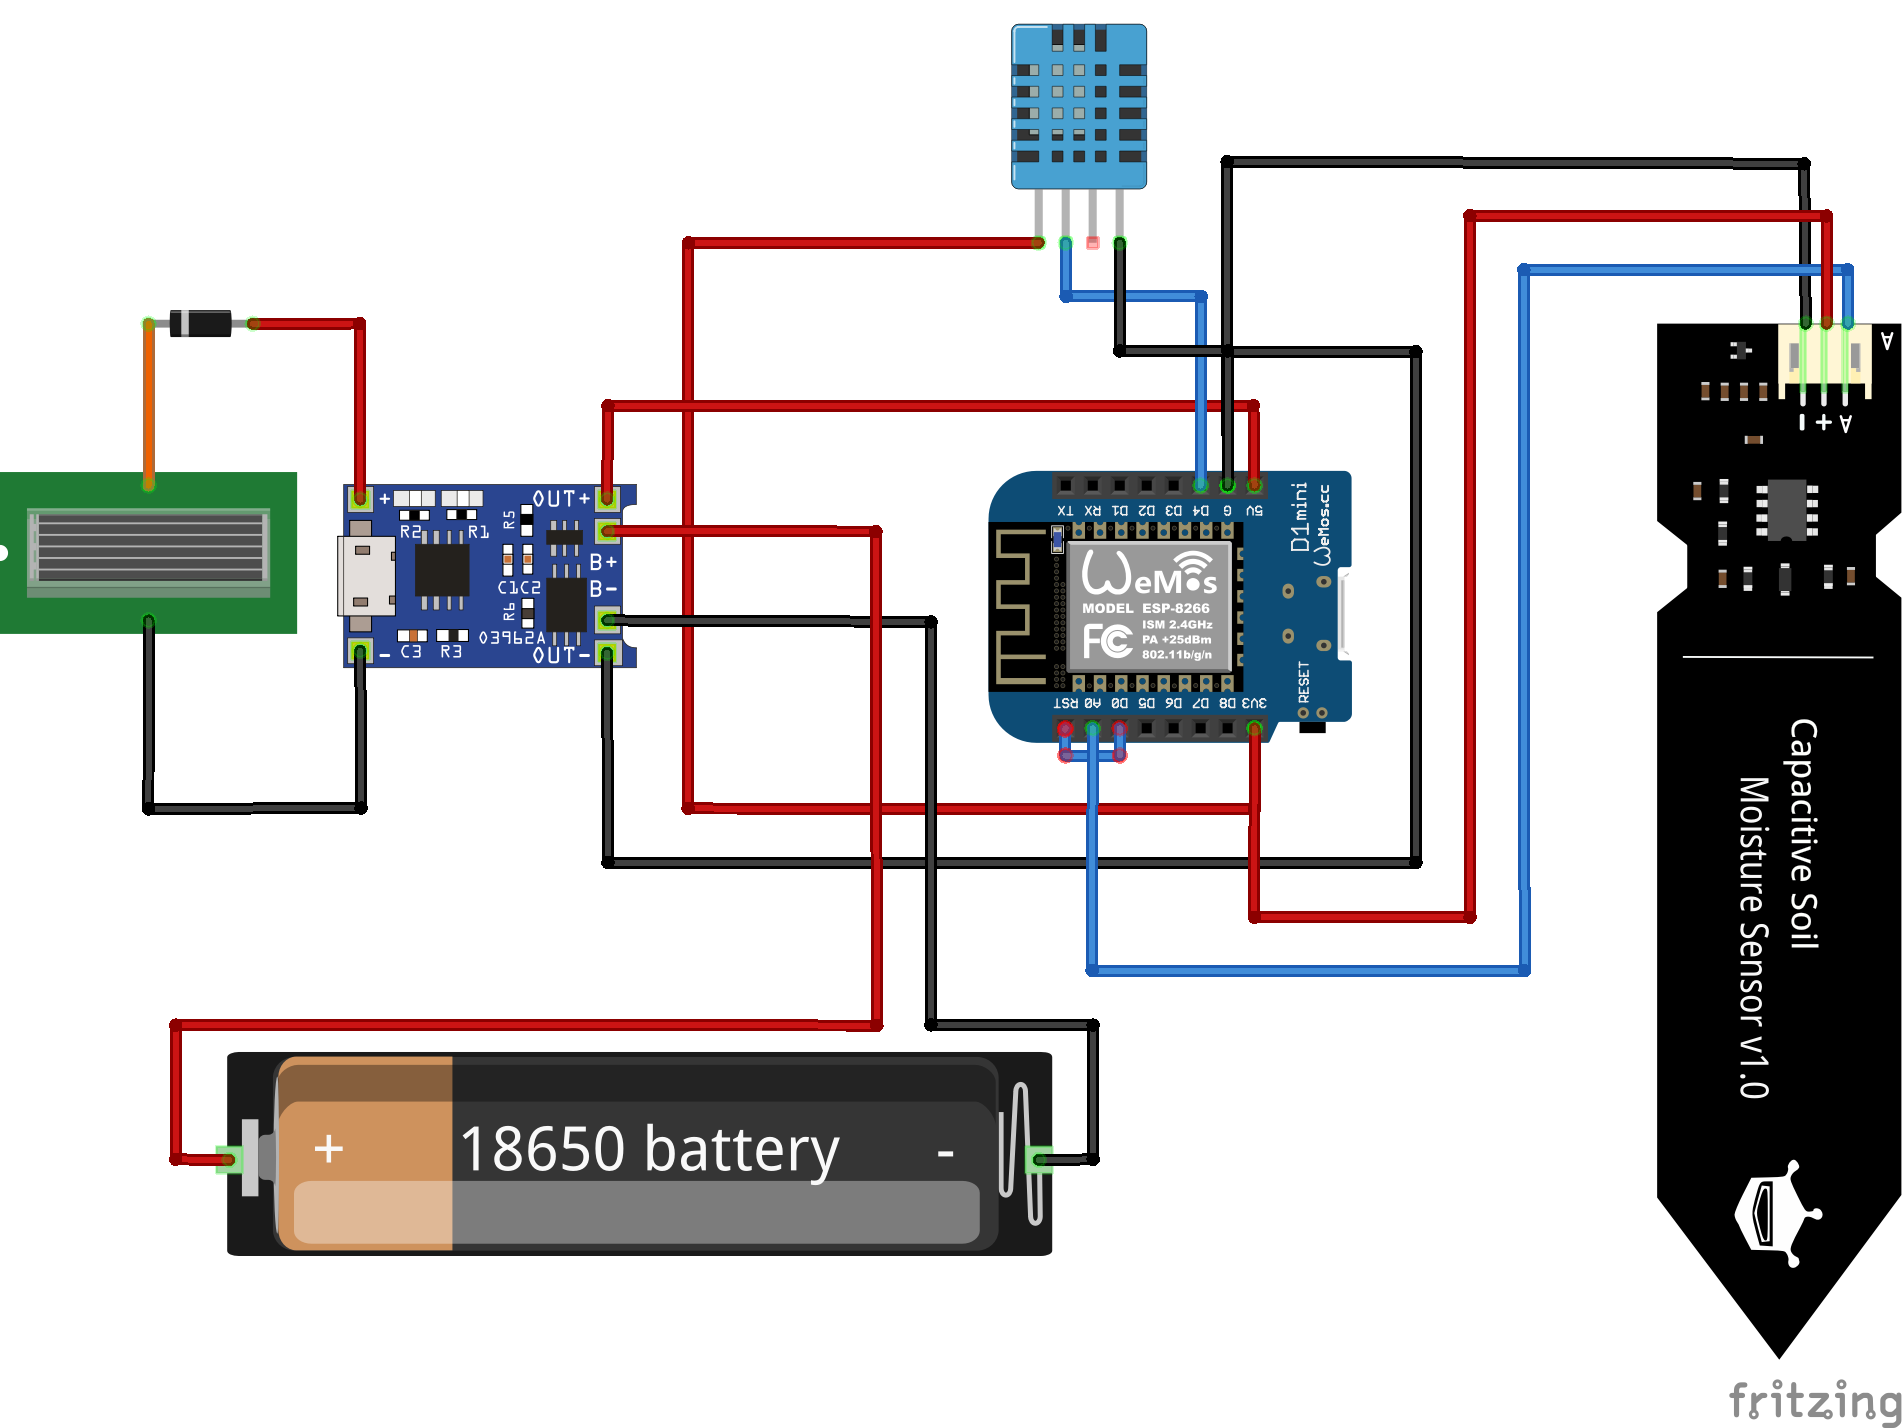 +
OUT+
R2
R1
R5
B+
C1C2
B-
R6
03962A
C3
R3
-
OUT-
TX
RX
D1
D2
D3
D4
G
5V
D1mini
WeMos.cc
WeMos
MODEL ESP-8266
ISM 2.4GHz
PA +25dBm
802.11b/g/n
FC
RST
A0
D0
D5
D6
D7
D8
3V3
RESET
A
- + A
Capacitive Soil
Moisture Sensor v1.0
+ 18650 battery -
fritzing